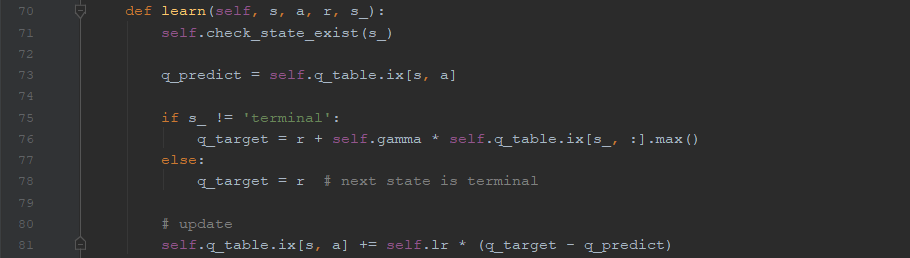 70 def learn(self, s, a, r, s_):
71 self.check_state_exist(s_)
72
73 q_predict = self.q_table.ix[s, a]
74
75 if s_ != 'terminal':
76 q_target = r + self.gamma * self.q_table.ix[s_, :].max()
77 else:
78 q_target = r  # next state is terminal
79
80 # update
81 self.q_table.ix[s, a] += self.lr * (q_target - q_predict)